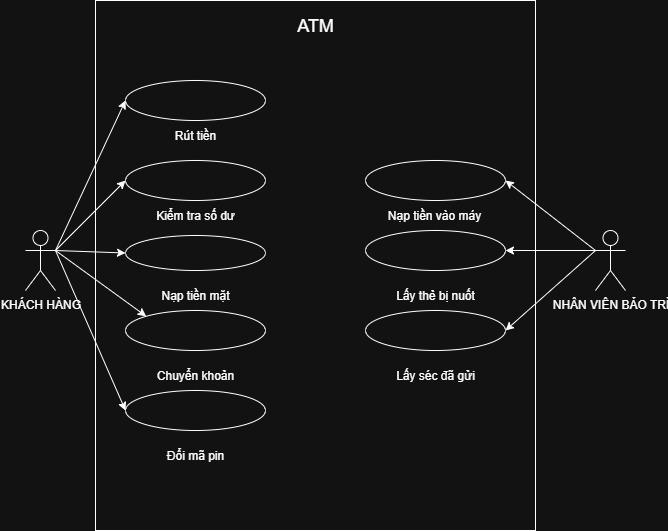 ATM
Rút tiền
Kiểm tra số dư
Nạp tiền vào máy
Nạp tiền mặt
Lấy thẻ bị nuốt
KHÁCH HÀNG
NHÂN VIÊN BẢO TRÌ
Chuyển khoản
Lấy séc đã gửi
Đổi mã pin